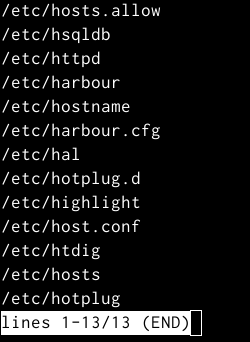 /etc/hosts.allow
/etc/hsqldb
/etc/httpd
/etc/harbour
/etc/hostname
/etc/harbour.cfg
/etc/hal
/etc/hotplug.d
/etc/highlight
/etc/host.conf
/etc/htdig
/etc/hosts
/etc/hotplug
lines 1-13/13 (END)